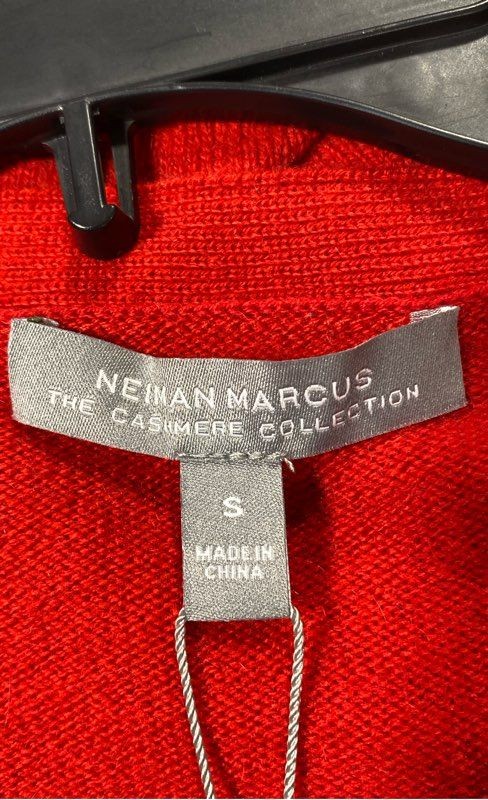 NEIMAN MARCUS
THE CASHMERE COLLECTION
S
MADE IN
CHINA